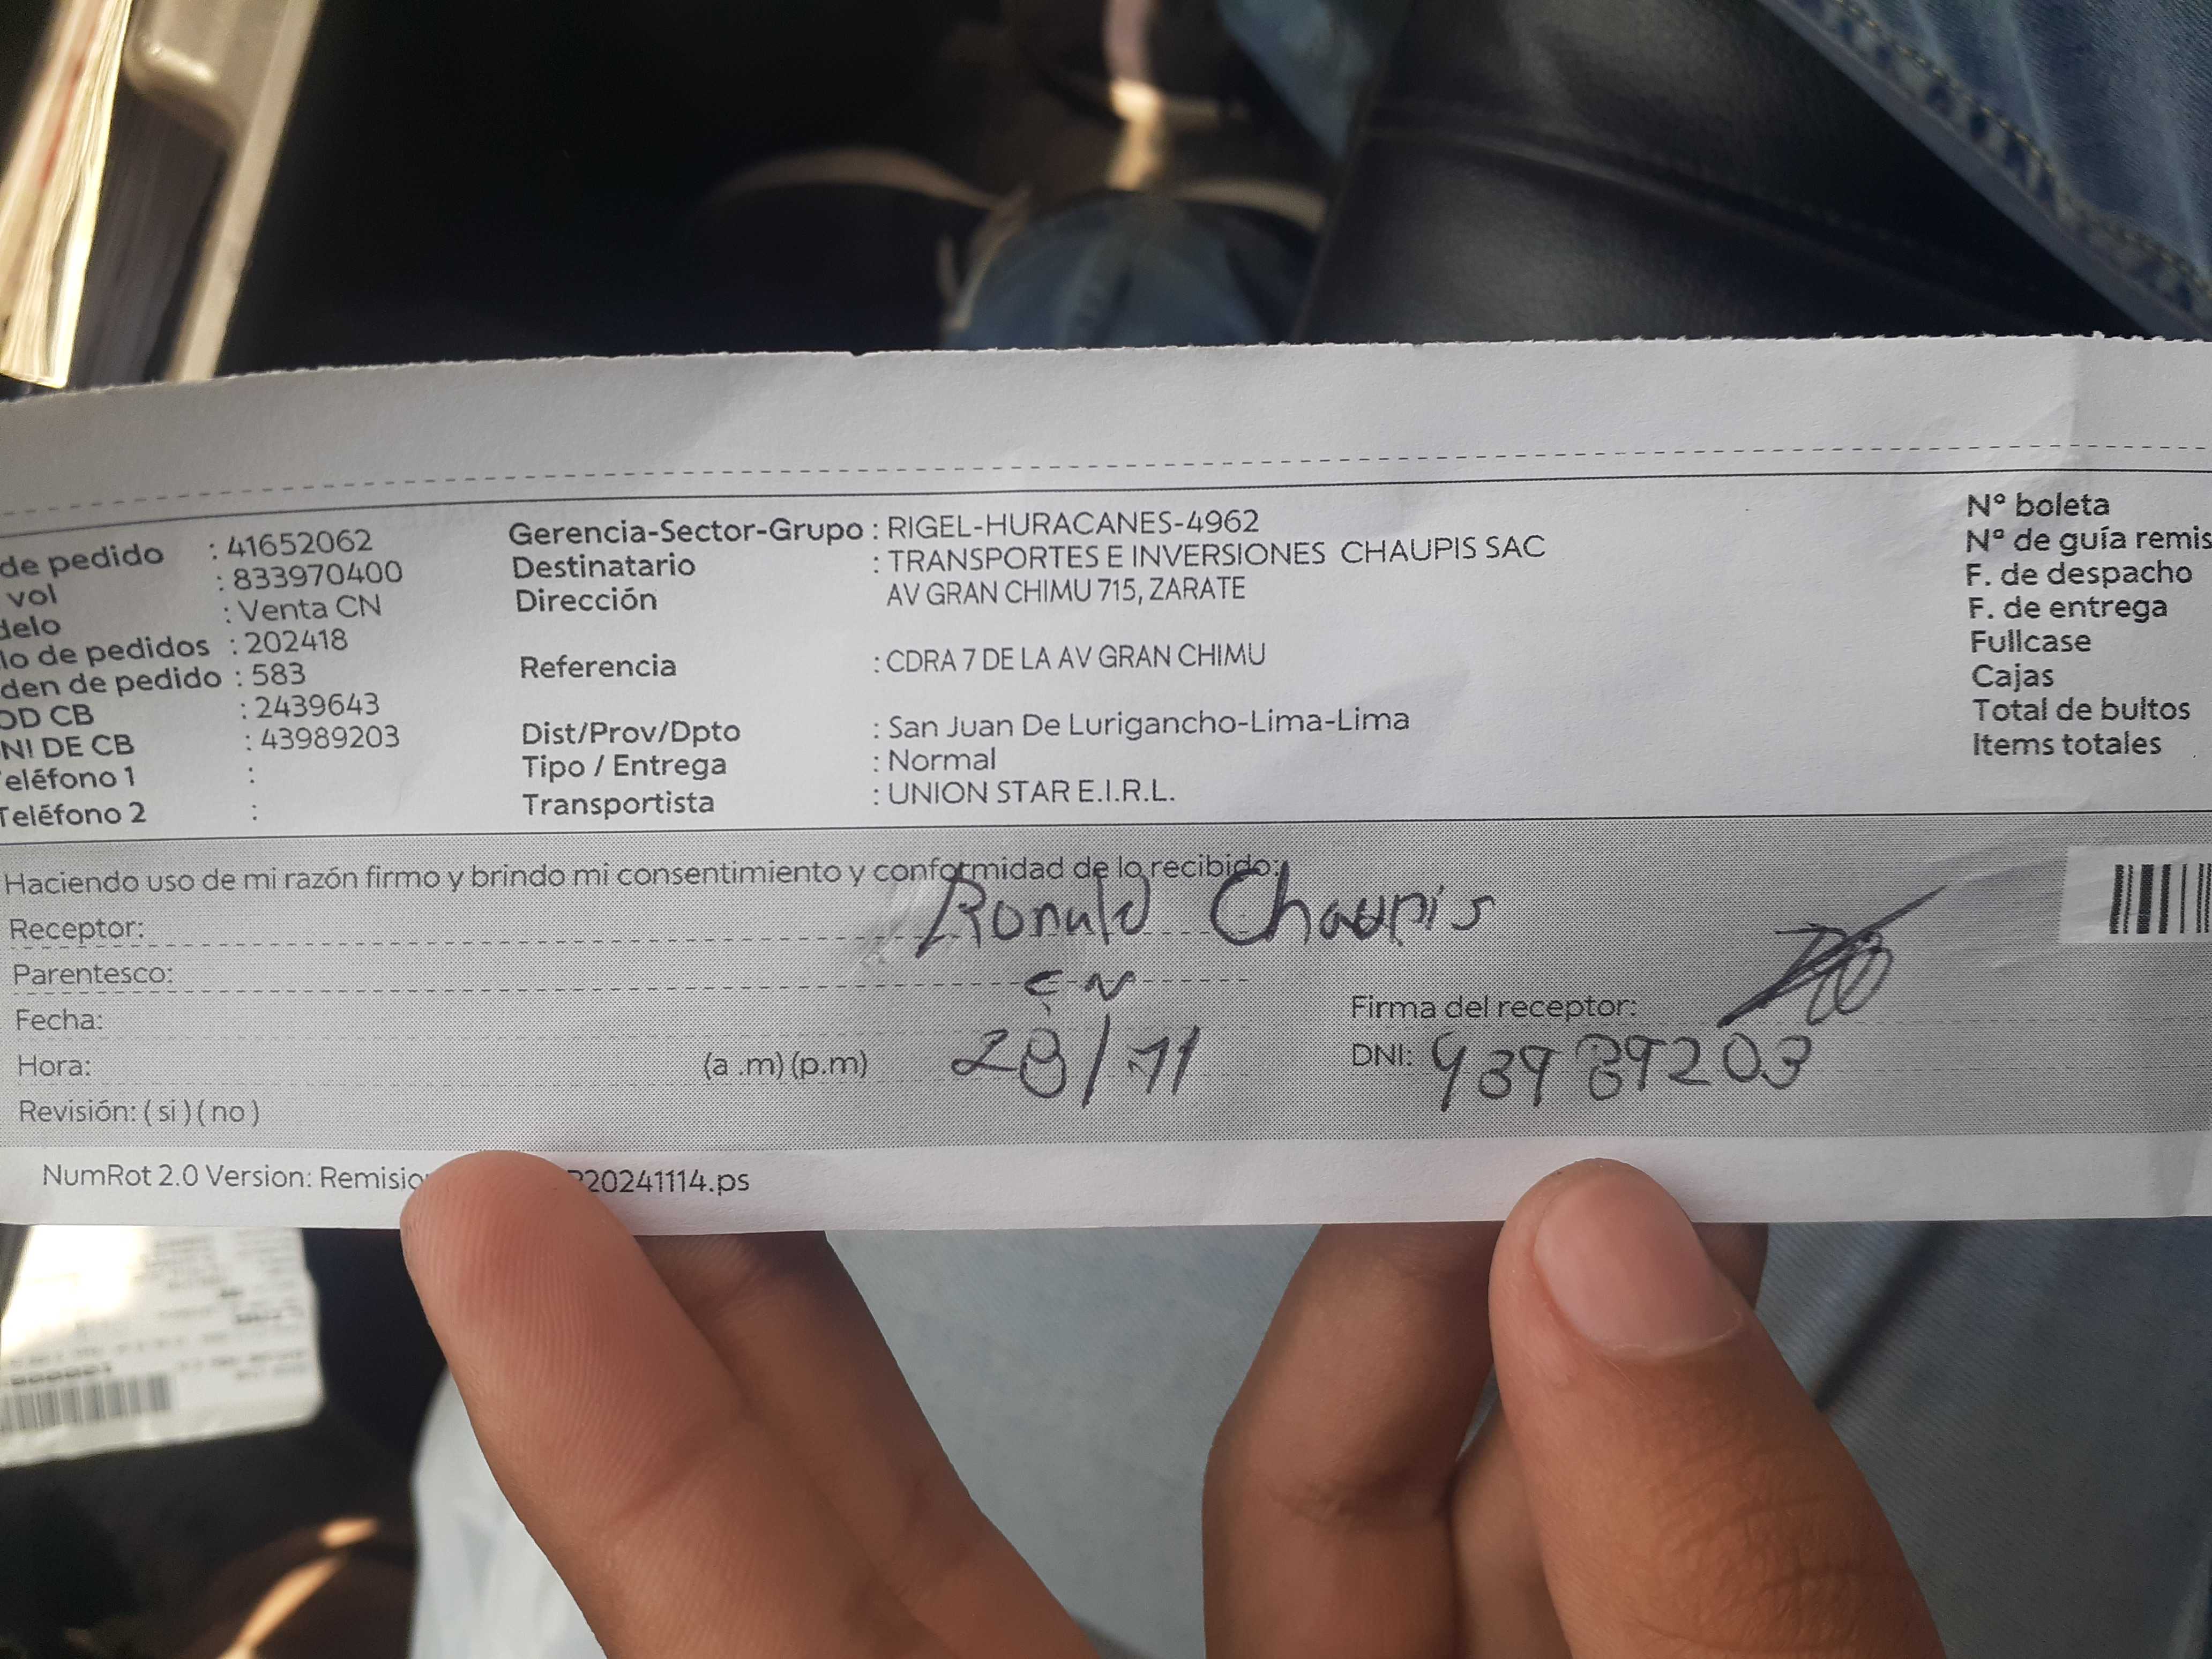 de pedido : 41652062
vol : 833970400
delo : Venta CN
lo de pedidos : 202418
den de pedido : 583
OD CB : 2439643
NI DE CB : 43989203
eléfono 1 :
Teléfono 2 :
Gerencia-Sector-Grupo : RIGEL-HURACANES-4962
Destinatario : TRANSPORTES E INVERSIONES CHAUPIS SAC
Dirección AV GRAN CHIMU 715, ZARATE
Referencia : CDRA 7 DE LA AV GRAN CHIMU
Dist/Prov/Dpto : San Juan De Lurigancho-Lima-Lima
Tipo / Entrega : Normal
Transportista : UNION STAR E.I.R.L.
N° boleta
N° de guía remis
F. de despacho
F. de entrega
Fullcase
Cajas
Total de bultos
Items totales
Haciendo uso de mi razón firmo y brindo mi consentimiento y conformidad de lo recibido:
Receptor: Ronald Chaupis
Parentesco: CN
Fecha:
Firma del receptor:
Hora: (a .m) (p.m) 28/11
DNI: 43989203
Revisión: ( si ) ( no )
NumRot 2.0 Version: Remisio 20241114.ps